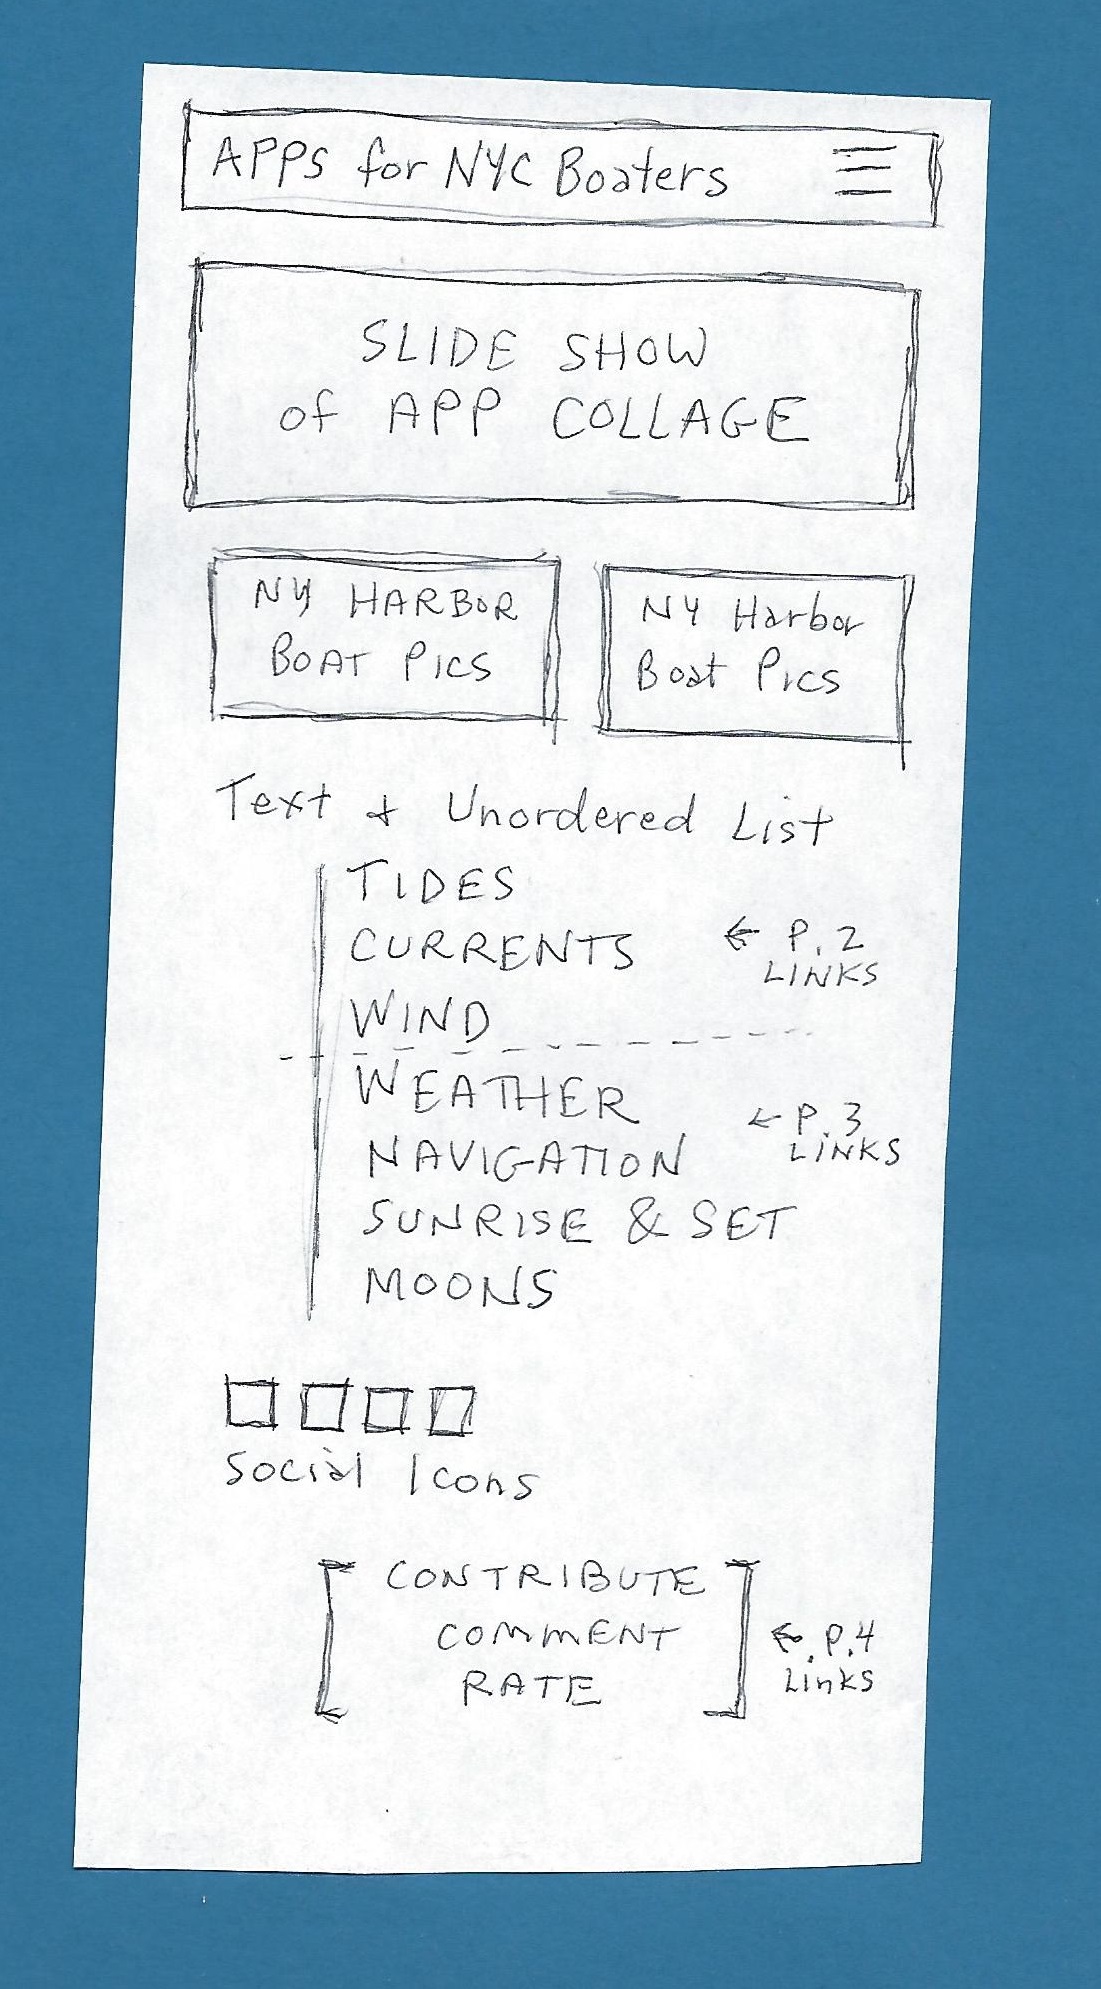 APPS for NYC Boaters
SLIDE SHOW
of APP COLLAGE
NY HARBOR
BOAT PICS
NY Harbor
Boat Pics
Text + Unordered List
TIDES
CURRENTS
← P. 2
LINKS
WIND
WEATHER
← P. 3
LINKS
NAVIGATION
SUNRISE & SET
MOONS
Social Icons
CONTRIBUTE
COMMENT
RATE
← P.4
Links